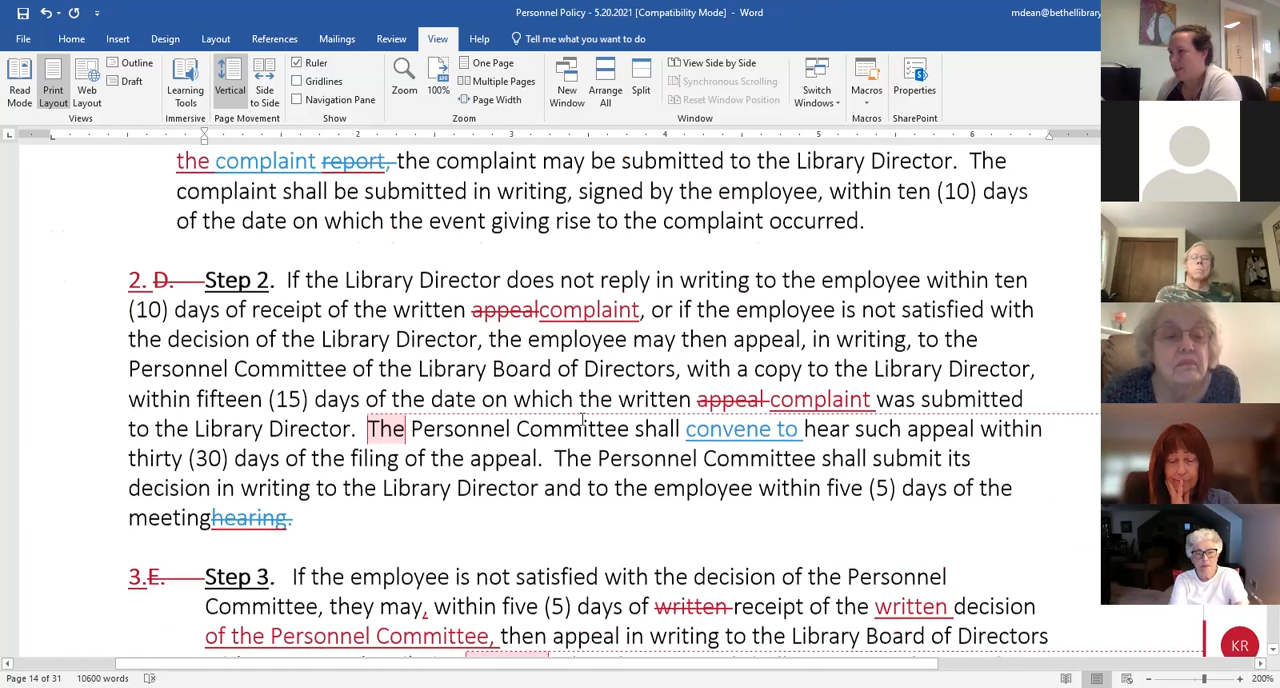 Personnel Policy - 5.20.2021 [Compatibility Mode] - Word
mdean@bethellibrary
File Home Insert Design Layout References Mailings Review View Help Tell me what you want to do
Read Mode
Print Layout
Web Layout
Outline
Draft
Views
Learning Tools
Immersive
Vertical
Side to Side
Page Movement
Ruler
Gridlines
Navigation Pane
Show
Zoom
100%
One Page
Multiple Pages
Page Width
Zoom
New Window
Arrange All
Split
View Side by Side
Synchronous Scrolling
Reset Window Position
Switch Windows
Window
Macros
Macros
Properties
SharePoint
2 3 4 5 6
the complaint report, the complaint may be submitted to the Library Director. The
complaint shall be submitted in writing, signed by the employee, within ten (10) days
of the date on which the event giving rise to the complaint occurred.
2. D. Step 2. If the Library Director does not reply in writing to the employee within ten
(10) days of receipt of the written appealcomplaint, or if the employee is not satisfied with
the decision of the Library Director, the employee may then appeal, in writing, to the
Personnel Committee of the Library Board of Directors, with a copy to the Library Director,
within fifteen (15) days of the date on which the written appeal complaint was submitted
to the Library Director. The Personnel Committee shall convene to hear such appeal within
thirty (30) days of the filing of the appeal. The Personnel Committee shall submit its
decision in writing to the Library Director and to the employee within five (5) days of the
meetinghearing.
3.E. Step 3. If the employee is not satisfied with the decision of the Personnel
Committee, they may, within five (5) days of written receipt of the written decision
of the Personnel Committee, then appeal in writing to the Library Board of Directors
KR
Page 14 of 31 10600 words
200%